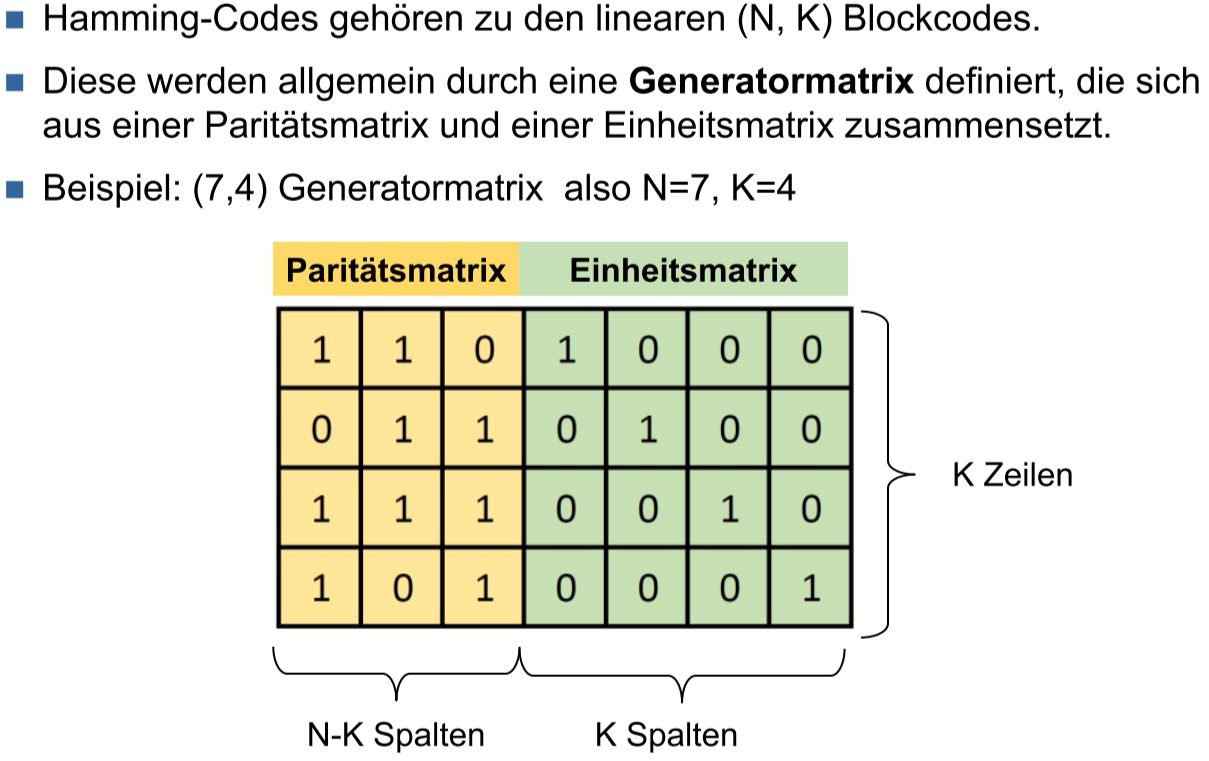 Hamming-Codes gehören zu den linearen (N, K) Blockcodes.
Diese werden allgemein durch eine Generatormatrix definiert, die sich
aus einer Paritätsmatrix und einer Einheitsmatrix zusammensetzt.
Beispiel: (7,4) Generatormatrix also N=7, K=4
Paritätsmatrix Einheitsmatrix
1 1 0 1 0 0 0
0 1 1 0 1 0 0
1 1 1 0 0 1 0
1 0 1 0 0 0 1
K Zeilen
N-K Spalten K Spalten